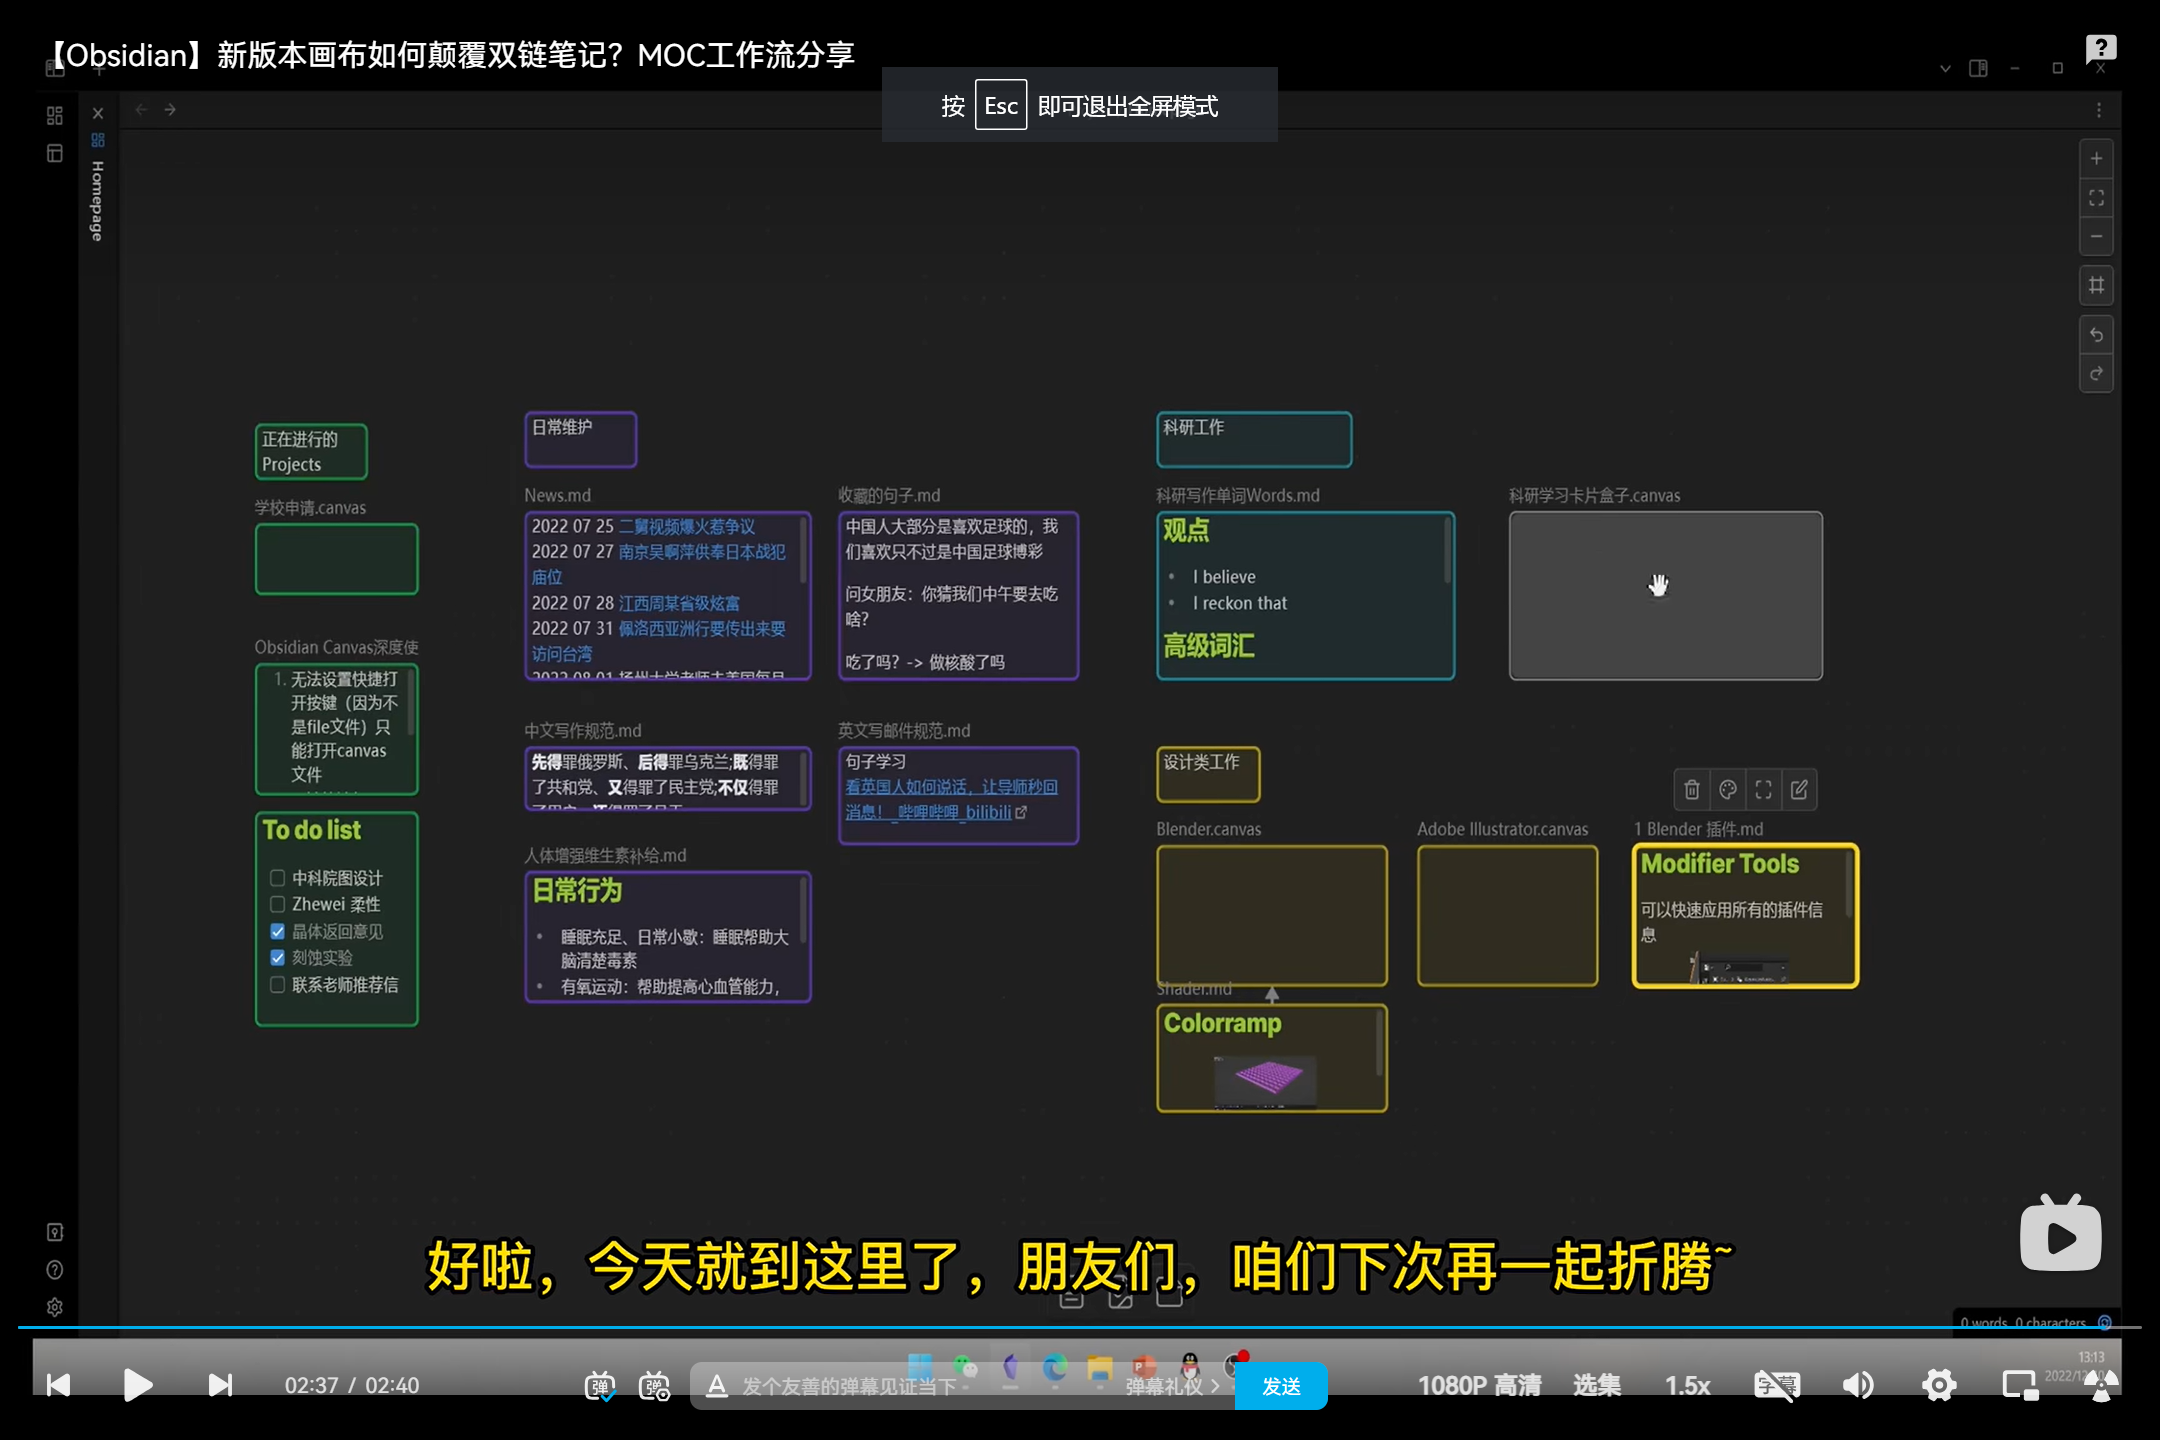 【Obsidian】新版本画布如何颠覆双链笔记？MOC工作流分享
按 Esc 即可退出全屏模式
Homepage
正在进行的
Projects
学校申请.canvas
Obsidian Canvas深度使
1. 无法设置快捷打
开按键（因为不
是file文件）只
能打开canvas
文件
To do list
中科院图设计
Zhewei 柔性
晶体返回意见
刻蚀实验
联系老师推荐信
日常维护
News.md
2022 07 25 二舅视频爆火惹争议
2022 07 27 南京吴啊萍供奉日本战犯
庙位
2022 07 28 江西周某省级炫富
2022 07 31 佩洛西亚洲行要传出来要
访问台湾
2022 08 01 扬州大学老师去美国每月
收藏的句子.md
中国人大部分是喜欢足球的，我
们喜欢只不过是中国足球博彩
问女朋友：你猜我们中午要去吃
啥？
吃了吗？-> 做核酸了吗
中文写作规范.md
先得罪俄罗斯、后得罪乌克兰;既得罪
了共和党、又得罪了民主党;不仅得罪
英文写邮件规范.md
句子学习
看英国人如何说话，让导师秒回
消息！_哔哩哔哩_bilibili
人体增强维生素补给.md
日常行为
• 睡眠充足、日常小歇：睡眠帮助大
脑清楚毒素
• 有氧运动：帮助提高心血管能力，
科研工作
科研写作单词Words.md
观点
• I believe
• I reckon that
高级词汇
科研学习卡片盒子.canvas
设计类工作
Blender.canvas
Adobe Illustrator.canvas
1 Blender 插件.md
Modifier Tools
可以快速应用所有的插件信
息
Shader.md
Colorramp
好啦，今天就到这里了，朋友们，咱们下次再一起折腾~
0 words 0 characters
13:13
02:37 / 02:40
弹
弹
A 发个友善的弹幕见证当下
弹幕礼仪 >
发送
1080P 高清
选集
1.5x
字幕